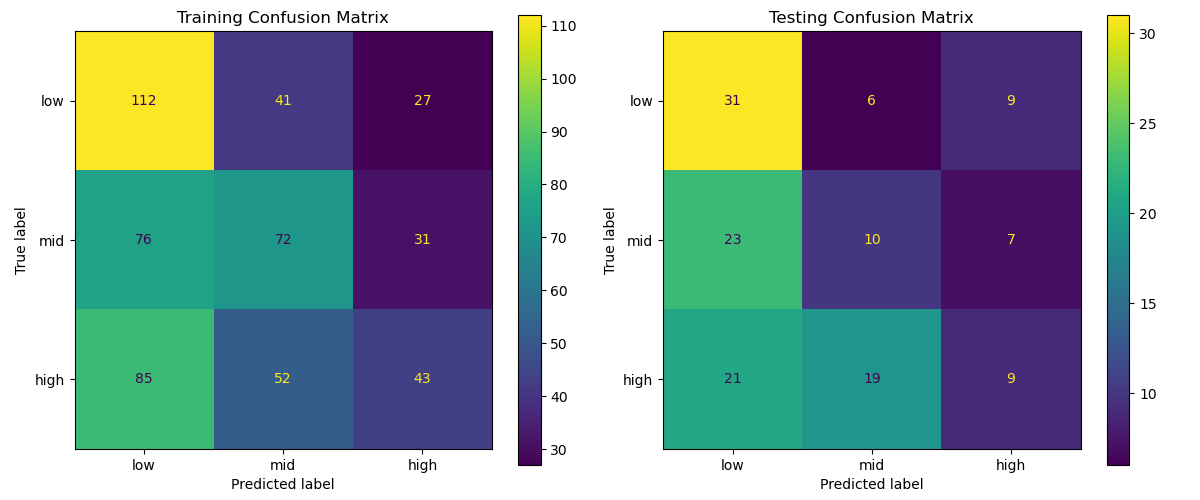 Training Confusion Matrix
True label
low
mid
high
112 41 27
76 72 31
85 52 43
low mid high
Predicted label
110
100
90
80
70
60
50
40
30
Testing Confusion Matrix
True label
low
mid
high
31 6 9
23 10 7
21 19 9
low mid high
Predicted label
30
25
20
15
10